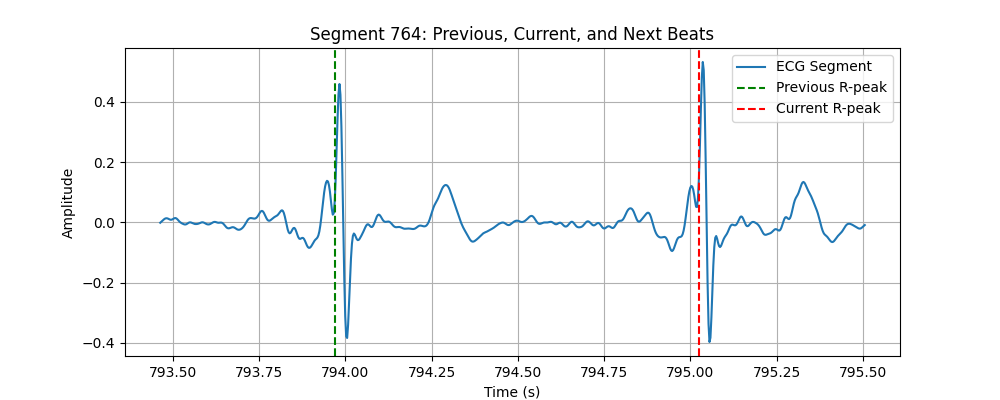 Segment 764: Previous, Current, and Next Beats
ECG Segment
Previous R-peak
Current R-peak
Amplitude
0.4
0.2
0.0
−0.2
−0.4
793.50 793.75 794.00 794.25 794.50 794.75 795.00 795.25 795.50
Time (s)